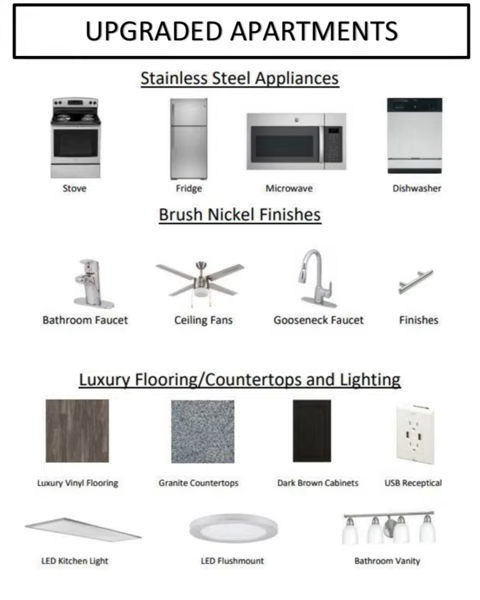 UPGRADED APARTMENTS
Stainless Steel Appliances
Stove Fridge Microwave Dishwasher
Brush Nickel Finishes
Bathroom Faucet Ceiling Fans Gooseneck Faucet Finishes
Luxury Flooring/Countertops and Lighting
Luxury Vinyl Flooring Granite Countertops Dark Brown Cabinets USB Receptical
LED Kitchen Light LED Flushmount Bathroom Vanity